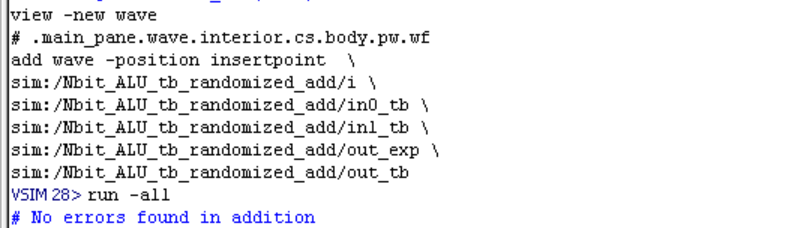 view -new wave
# .main_pane.wave.interior.cs.body.pw.wf
add wave -position insertpoint  \
sim:/Nbit_ALU_tb_randomized_add/i \
sim:/Nbit_ALU_tb_randomized_add/in0_tb \
sim:/Nbit_ALU_tb_randomized_add/in1_tb \
sim:/Nbit_ALU_tb_randomized_add/out_exp \
sim:/Nbit_ALU_tb_randomized_add/out_tb
VSIM 28> run -all
# No errors found in addition